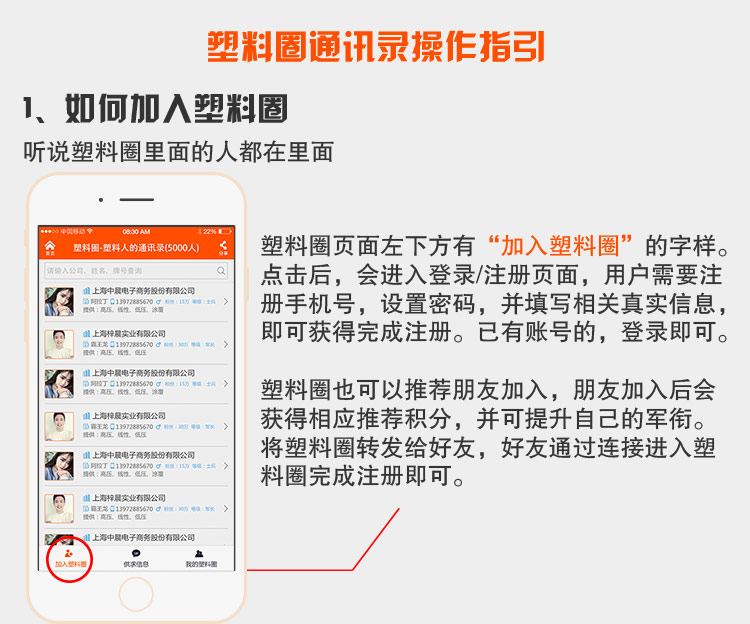 塑料圈通讯录操作指引
1、如何加入塑料圈
听说塑料圈里面的人都在里面
中国移动
08:30 AM
22%
首页
塑料圈-塑料人的通讯录(5000人)
分享
请输入公司、姓名、牌号查询
上海中晨电子商务股份有限公司
阿拉丁 13972885670 粉丝：15万 等级：士兵
提供：高压、线性、低压、涂覆
上海梓晨实业有限公司
霸王龙 13972885670 粉丝：30万 等级：军长
提供：高压、线性、低压
上海中晨电子商务股份有限公司
阿拉丁 13972885670 粉丝：15万 等级：士兵
提供：高压、线性、低压、涂覆
上海梓晨实业有限公司
霸王龙 13972885670 粉丝：30万 等级：军长
提供：高压、线性、低压
上海中晨电子商务股份有限公司
阿拉丁 13972885670 粉丝：15万 等级：士兵
提供：高压、线性、低压、涂覆
上海梓晨实业有限公司
霸王龙 13972885670 粉丝：30万 等级：军长
提供：高压、线性、低压
上海中晨电子商务股份有限公司
加入塑料圈
供求信息
我的塑料圈
塑料圈页面左下方有“加入塑料圈”的字样。
点击后，会进入登录/注册页面，用户需要注
册手机号，设置密码，并填写相关真实信息，
即可获得完成注册。已有账号的，登录即可。
塑料圈也可以推荐朋友加入，朋友加入后会
获得相应推荐积分，并可提升自己的军衔。
将塑料圈转发给好友，好友通过连接进入塑
料圈完成注册即可。